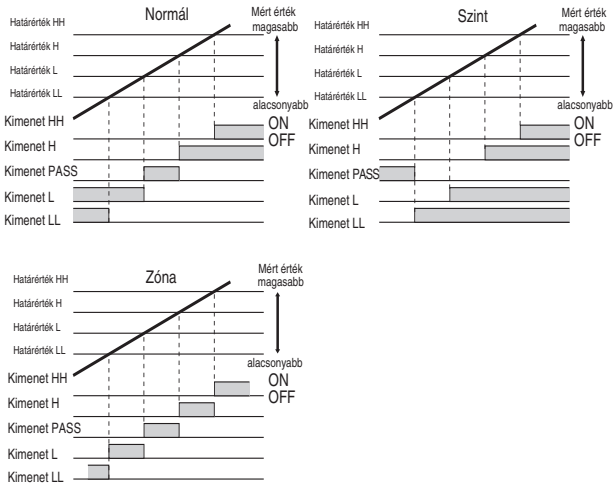 Normál
Mért érték
magasabb
Határérték HH
Határérték H
Határérték L
Határérték LL
alacsonyabb
Kimenet HH
ON
OFF
Kimenet H
Kimenet PASS
Kimenet L
Kimenet LL
Szint
Mért érték
magasabb
Határérték HH
Határérték H
Határérték L
Határérték LL
alacsonyabb
Kimenet HH
ON
OFF
Kimenet H
Kimenet PASS
Kimenet L
Kimenet LL
Zóna
Mért érték
magasabb
Határérték HH
Határérték H
Határérték L
Határérték LL
alacsonyabb
Kimenet HH
ON
OFF
Kimenet H
Kimenet PASS
Kimenet L
Kimenet LL